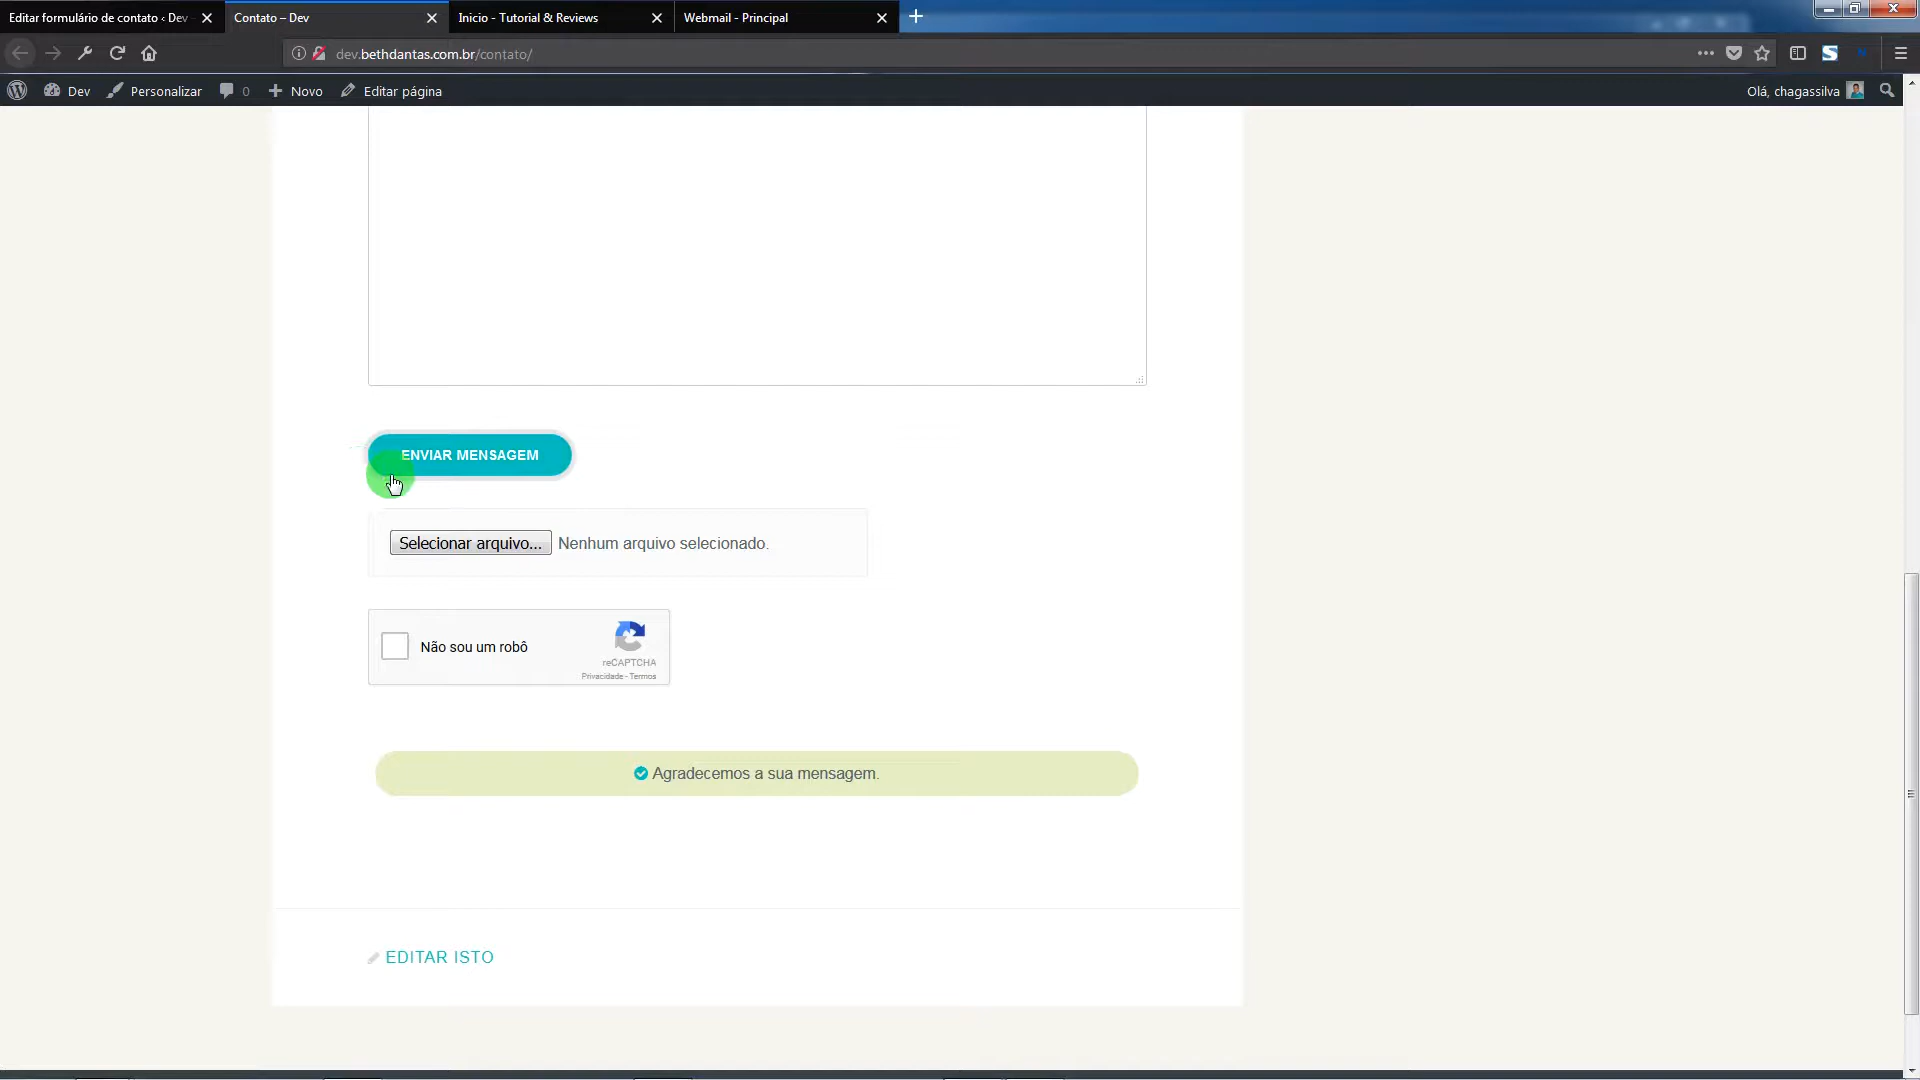 Editar formulário de contato ‹ Dev
Contato – Dev
Inicio - Tutorial & Reviews
Webmail - Principal
dev.bethdantas.com.br/contato/
Dev
Personalizar
0
Novo
Editar página
Olá, chagassilva
ENVIAR MENSAGEM
Selecionar arquivo... Nenhum arquivo selecionado.
Não sou um robô
reCAPTCHA
Privacidade - Termos
Agradecemos a sua mensagem.
EDITAR ISTO